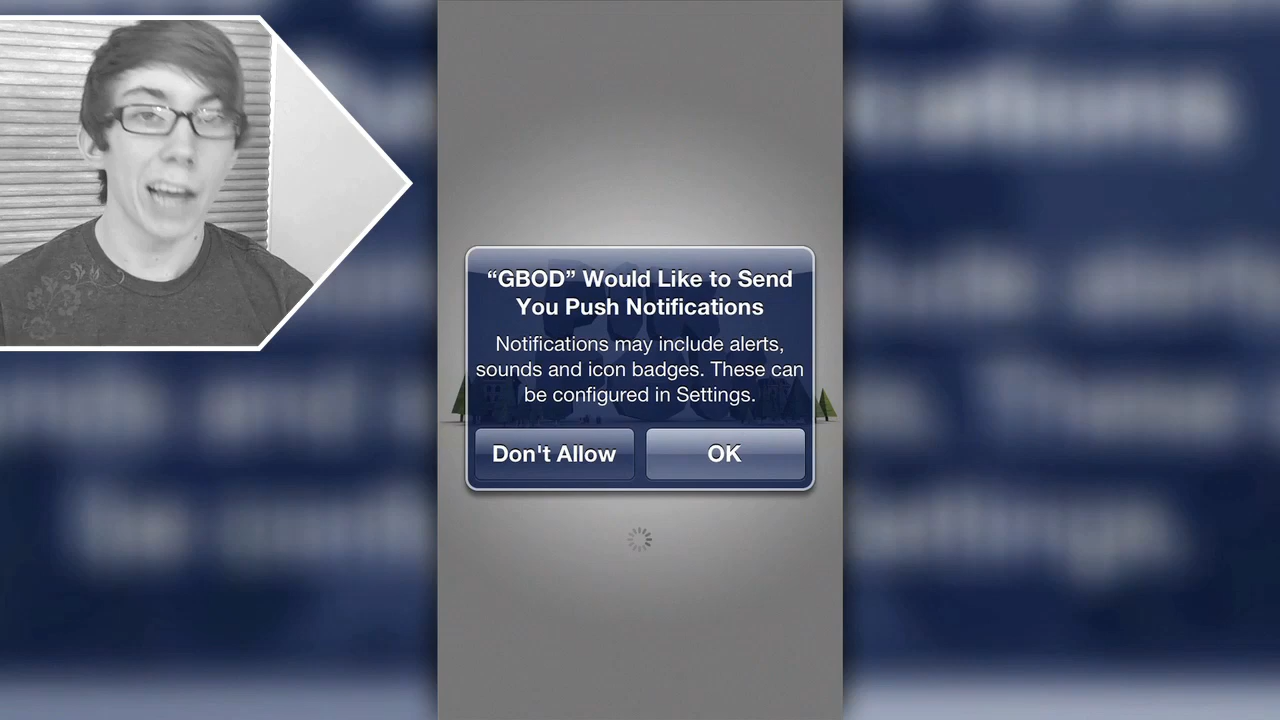 “GBOD” Would Like to Send
You Push Notifications
Notifications may include alerts,
sounds and icon badges. These can
be configured in Settings.
Don't Allow
OK